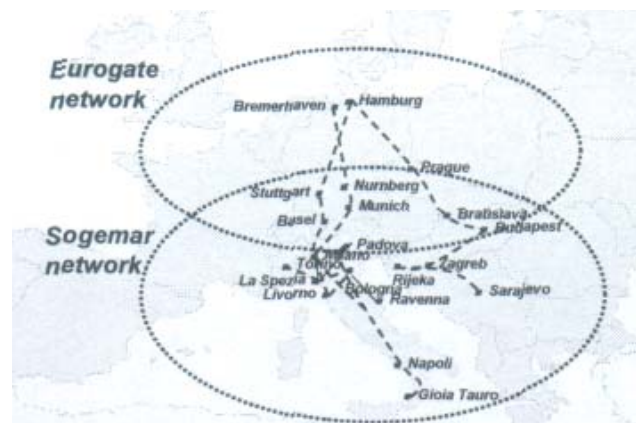 Eurogate
network
Bremerhaven
Hamburg
Prague
Stuttgart
Nurnberg
Munich
Basel
Bratislava
Budapest
Sogemar
network
Padova
Milano
Torino
Zagreb
La Spezia
Rijeka
Livorno
Bologna
Sarajevo
Ravenna
Napoli
Gioia Tauro